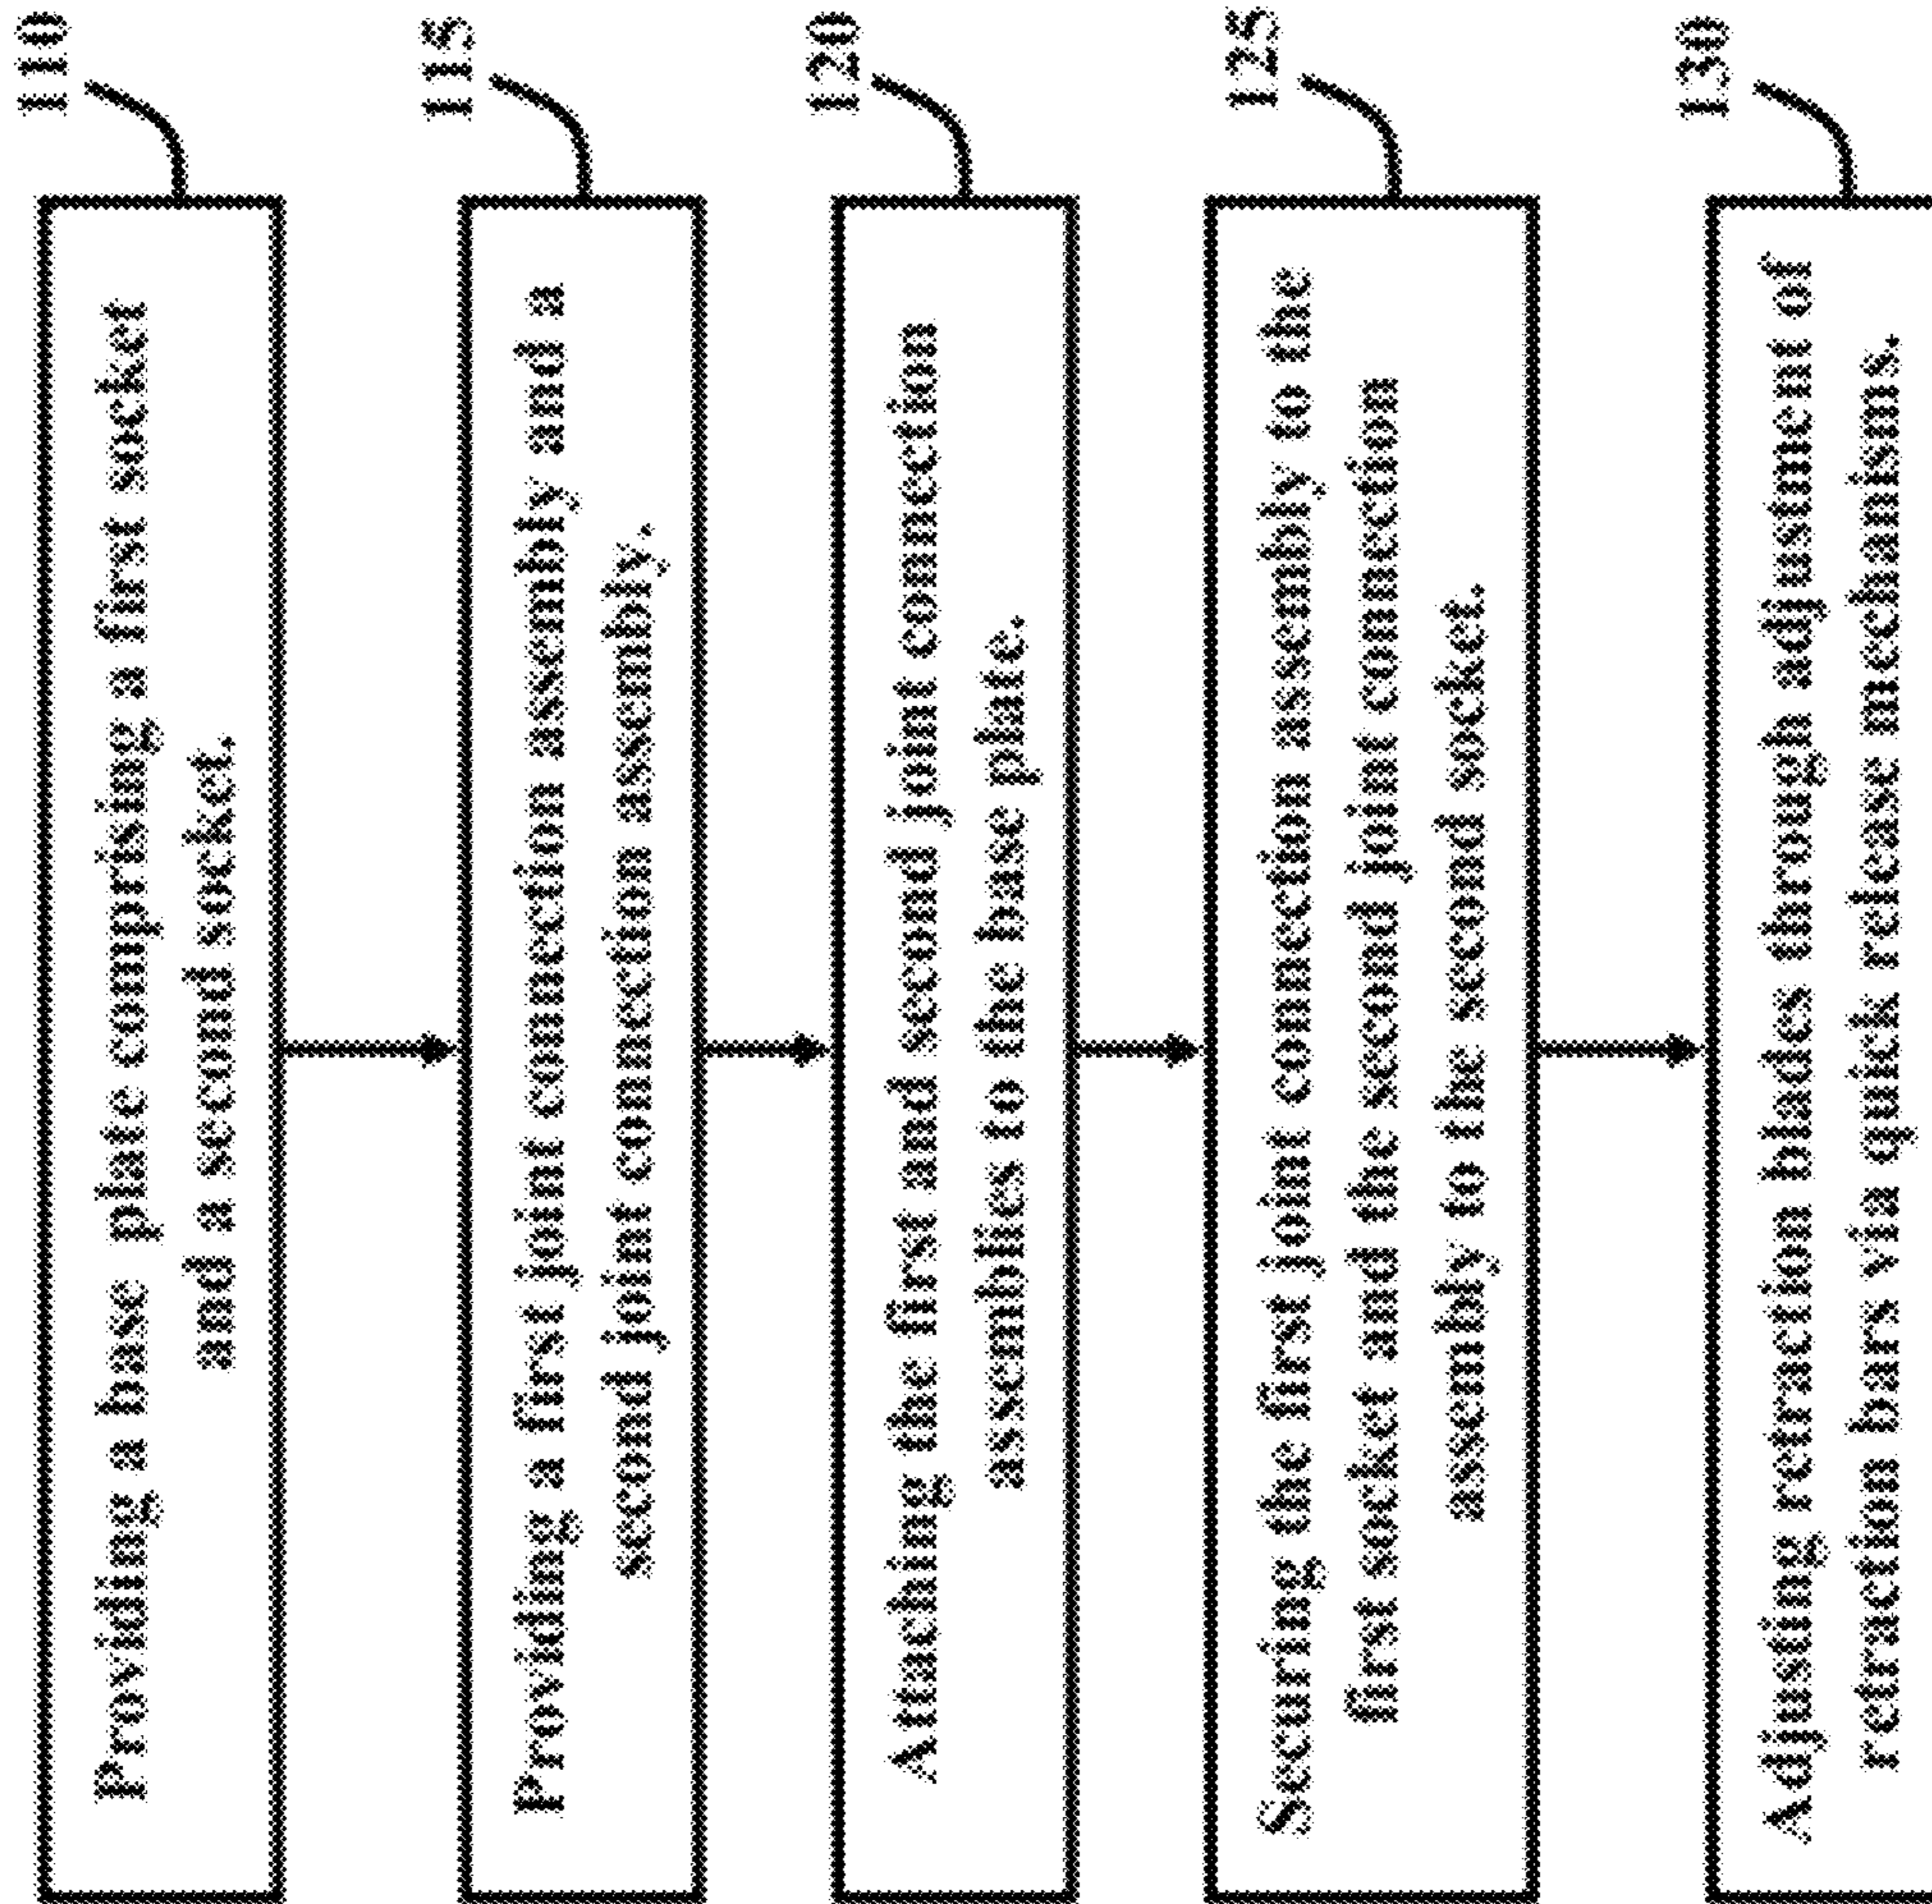 110
Providing a base plate comprising a first socket
and a second socket.
115
Providing a first joint connection assembly and a
second joint connection assembly.
120
Attaching the first and second joint connection
assemblies to the base plate.
125
Securing the first joint connection assembly to the
first socket and the second joint connection
assembly to the second socket.
130
Adjusting retraction blades through adjustment of
retraction bars via quick release mechanisms.